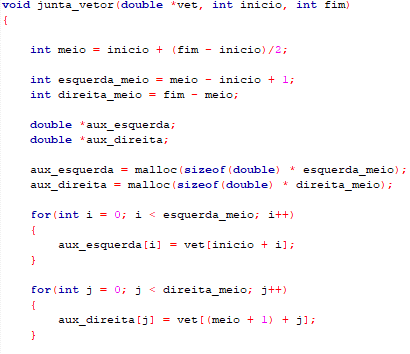 void junta_vetor(double *vet, int inicio, int fim)
{
int meio = inicio + (fim - inicio)/2;
int esquerda_meio = meio - inicio + 1;
int direita_meio = fim - meio;
double *aux_esquerda;
double *aux_direita;
aux_esquerda = malloc(sizeof(double) * esquerda_meio);
aux_direita = malloc(sizeof(double) * direita_meio);
for(int i = 0; i < esquerda_meio; i++)
{
aux_esquerda[i] = vet[inicio + i];
}
for(int j = 0; j < direita_meio; j++)
{
aux_direita[j] = vet[(meio + 1) + j];
}